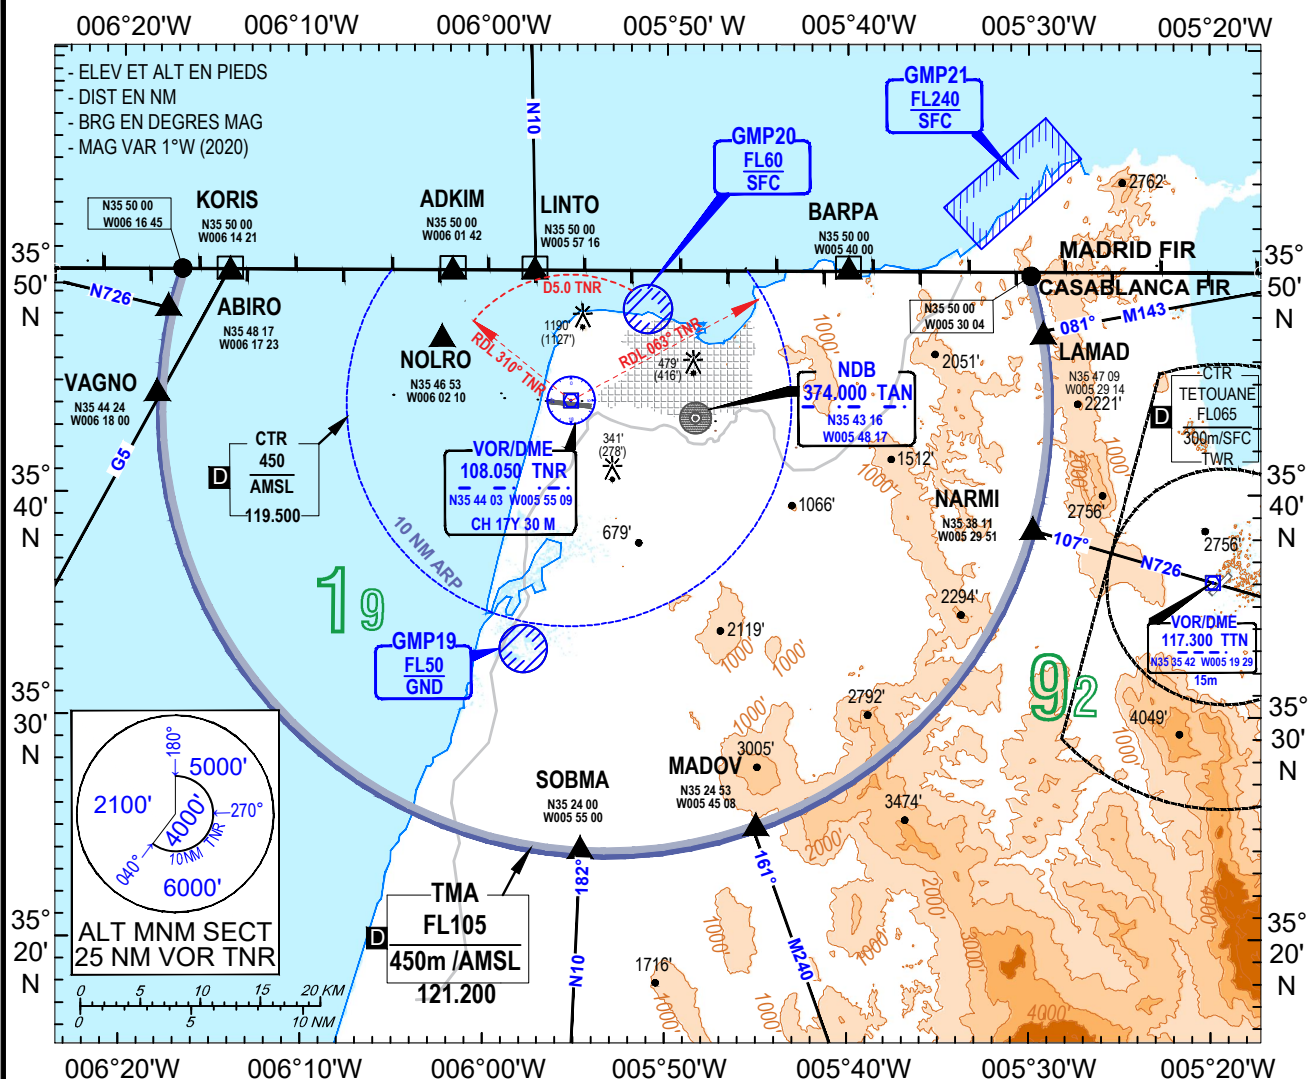 006°20'W 006°10'W 006°00'W 005°50'W 005°40'W 005°30'W 005°20'W
- ELEV ET ALT EN PIEDS
- DIST EN NM
- BRG EN DEGRES MAG
- MAG VAR 1°W (2020)
N10
GMP20
FL60
SFC
GMP21
FL240
SFC
2762'
N35 50 00
W006 16 45
KORIS
N35 50 00
W006 14 21
ADKIM
N35 50 00
W006 01 42
LINTO
N35 50 00
W005 57 16
BARPA
N35 50 00
W005 40 00
MADRID FIR
CASABLANCA FIR
35°
50'
N
35°
50'
N
N726
ABIRO
N35 48 17
W006 17 23
D5.0 TNR
RDL 310° TNR
RDL 063° TNR
1190'
(1127')
479'
(416')
N35 50 00
W005 30 04
081°
M143
LAMAD
N35 47 09
W005 29 14
2221'
2051'
1000'
NOLRO
N35 46 53
W006 02 10
VAGNO
N35 44 24
W006 18 00
G5
NDB
374.000 TAN
N35 43 16
W005 48 17
CTR
TETOUANE
FL065
300m/SFC
TWR
D
CTR
450
AMSL
119.500
D
VOR/DME
108.050 TNR
N35 44 03 W005 55 09
CH 17Y 30 M
341'
(278')
1512'
1000'
1066'
679'
2000'
1000'
2756'
2756'
35°
40'
N
35°
40'
N
NARMI
N35 38 11
W005 29 51
107°
N726
10 NM ARP
19
2294'
2119'
1000'
1000'
GMP19
FL50
GND
VOR/DME
117.300 TTN
N35 35 42 W005 19 29
15m
92
2792'
4049'
1000'
35°
30'
N
35°
30'
N
1000'
3005'
MADOV
N35 24 53
W005 45 08
SOBMA
N35 24 00
W005 55 00
3474'
2000'
180°
5000'
2100'
4000'
270°
10NM TNR
040°
6000'
ALT MNM SECT
25 NM VOR TNR
182°
N10
161°
M240
TMA
FL105
450m /AMSL
121.200
D
35°
20'
N
35°
20'
N
1716'
1000'
1000'
1000'
1000'
2000'
3000'
4000'
4000'
0 5 10 15 20 KM
0 5 10 NM
006°20'W 006°10'W 006°00'W 005°50'W 005°40'W 005°30'W 005°20'W